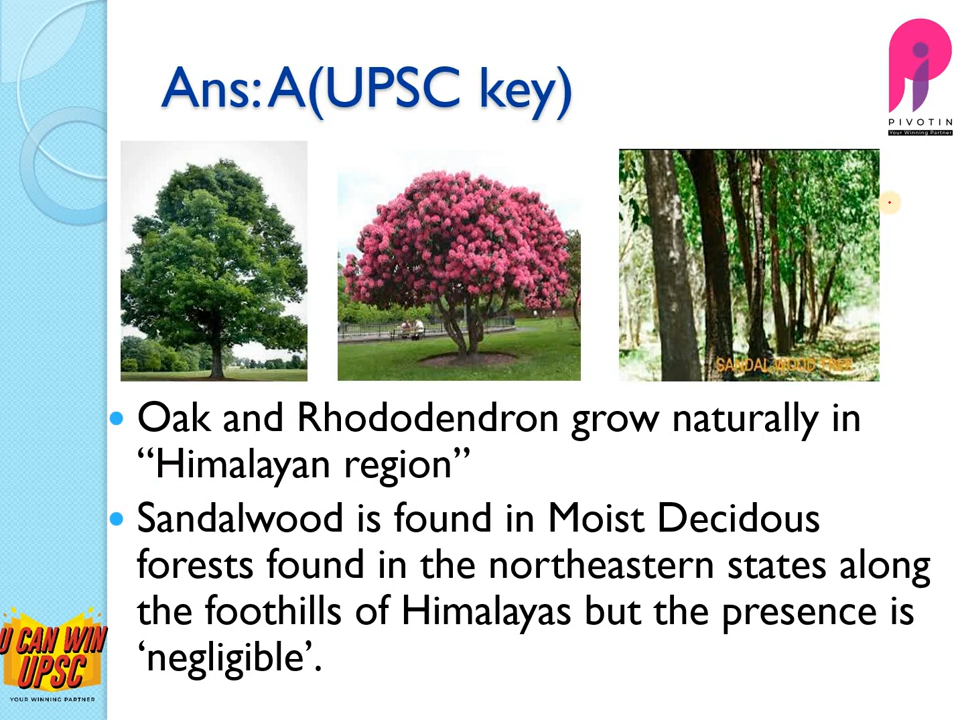 Ans: A(UPSC key)
PIVOTIN
Your Winning Partner
SANDAL WOOD TREE
Oak and Rhododendron grow naturally in
“Himalayan region”
Sandalwood is found in Moist Decidous
forests found in the northeastern states along
the foothills of Himalayas but the presence is
‘negligible’.
U CAN WIN
UPSC
YOUR WINNING PARTNER